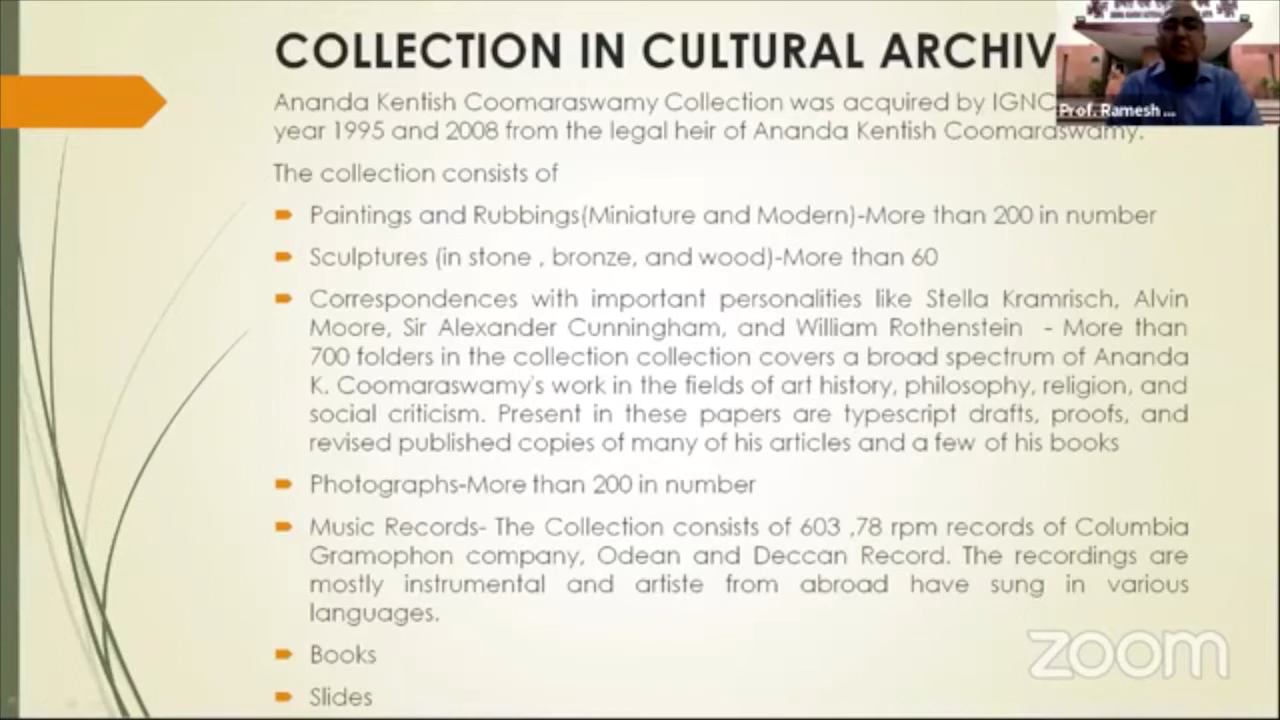 COLLECTION IN CULTURAL ARCHIV
Ananda Kentish Coomaraswamy Collection was acquired by IGNC
year 1995 and 2008 from the legal heir of Ananda Kentish Coomaraswamy.
The collection consists of
Paintings and Rubbings(Miniature and Modern)-More than 200 in number
Sculptures (in stone , bronze, and wood)-More than 60
Correspondences with important personalities like Stella Kramrisch, Alvin
Moore, Sir Alexander Cunningham, and William Rothenstein - More than
700 folders in the collection collection covers a broad spectrum of Ananda
K. Coomaraswamy's work in the fields of art history, philosophy, religion, and
social criticism. Present in these papers are typescript drafts, proofs, and
revised published copies of many of his articles and a few of his books
Photographs-More than 200 in number
Music Records- The Collection consists of 603 ,78 rpm records of Columbia
Gramophon company, Odean and Deccan Record. The recordings are
mostly instrumental and artiste from abroad have sung in various
languages.
Books
Slides
Prof. Ramesh ...
zoom